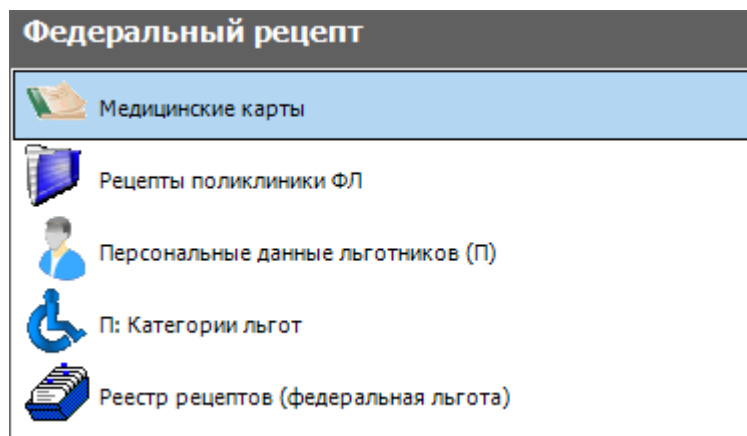 Федеральный рецепт
Медицинские карты
Рецепты поликлиники ФЛ
Персональные данные льготников (П)
П: Категории льгот
Реестр рецептов (федеральная льгота)